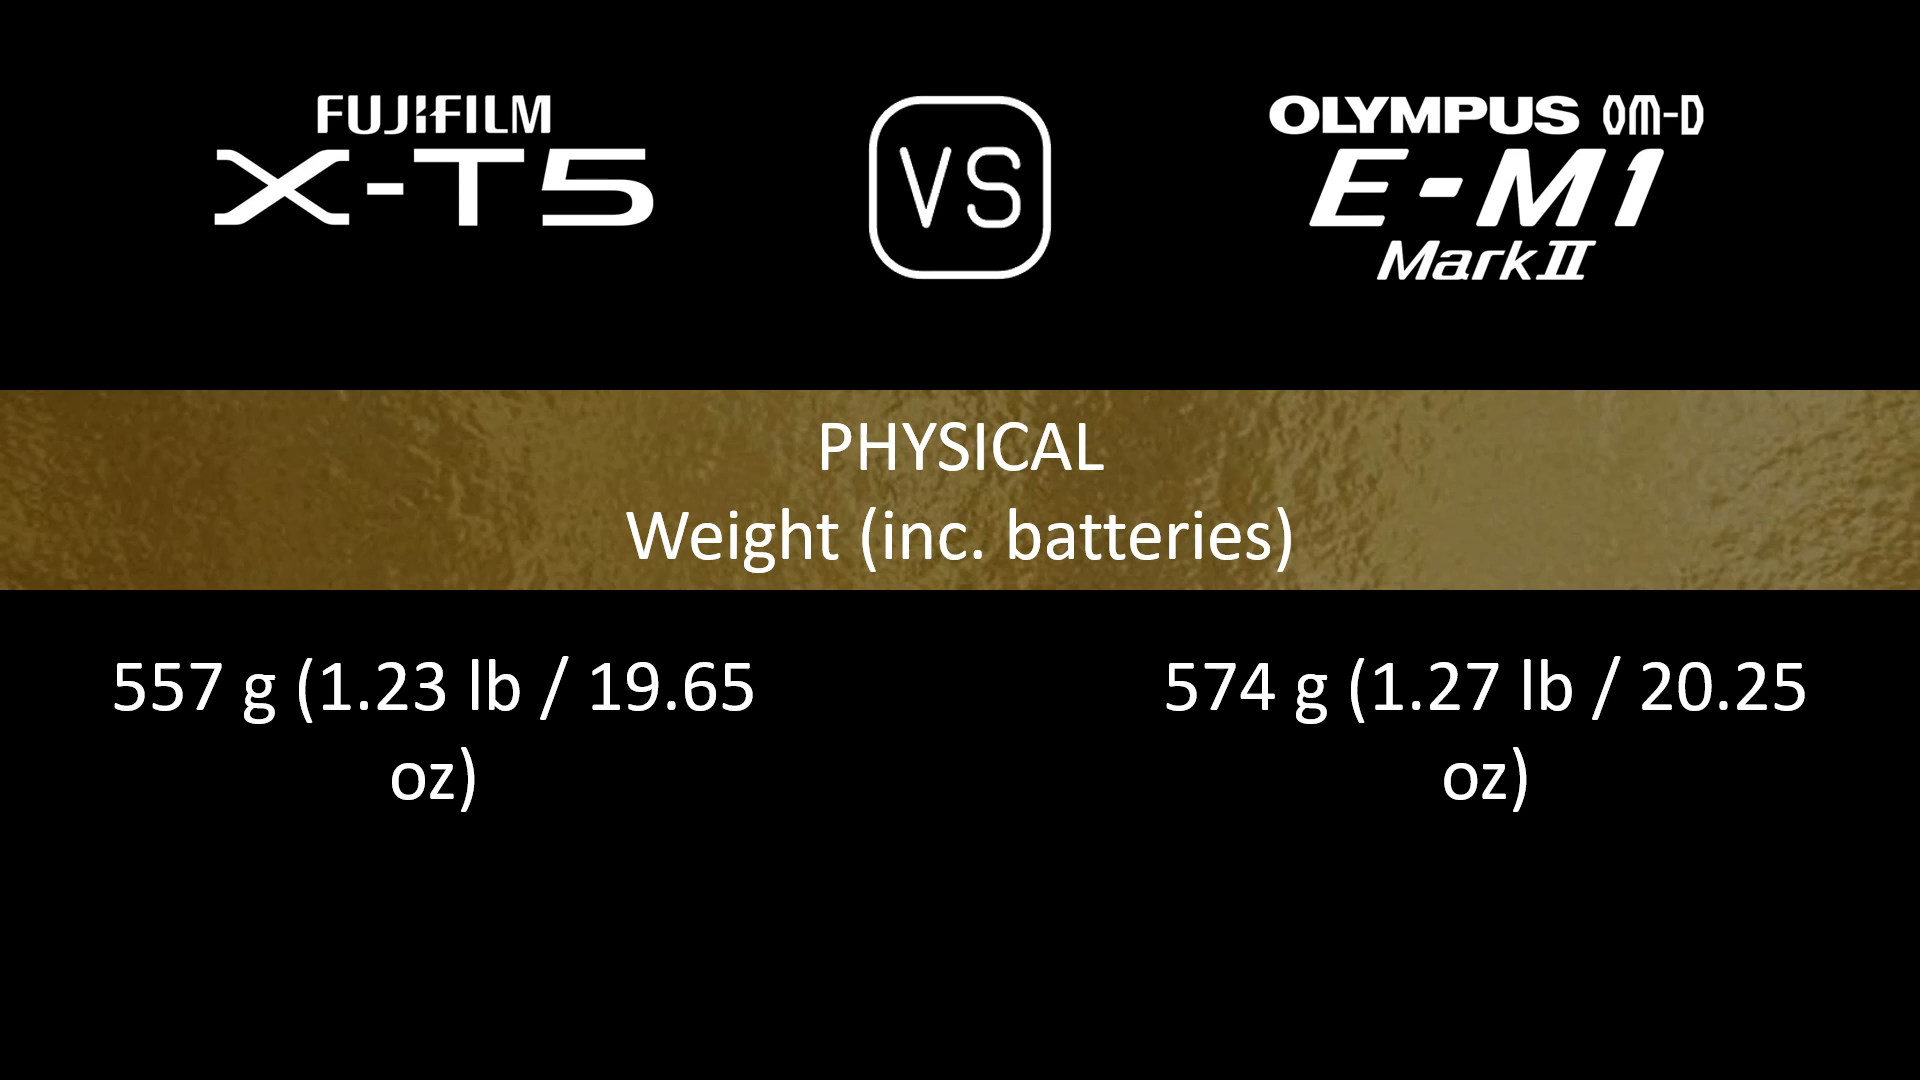 FUJIFILM
X-T5
VS
OLYMPUS OM-D
E-M1
Mark II
PHYSICAL
Weight (inc. batteries)
557 g (1.23 lb / 19.65
oz)
574 g (1.27 lb / 20.25
oz)